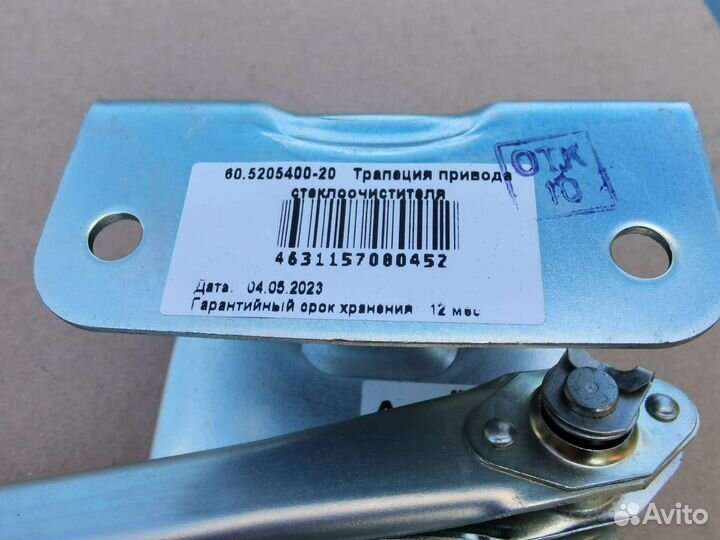 60.5205400-20 Трапеция привода
стеклоочистителя
ОТК
10
4631157080452
Дата. 04.05.2023
Гарантийный срок хранения 12 мес
Avito